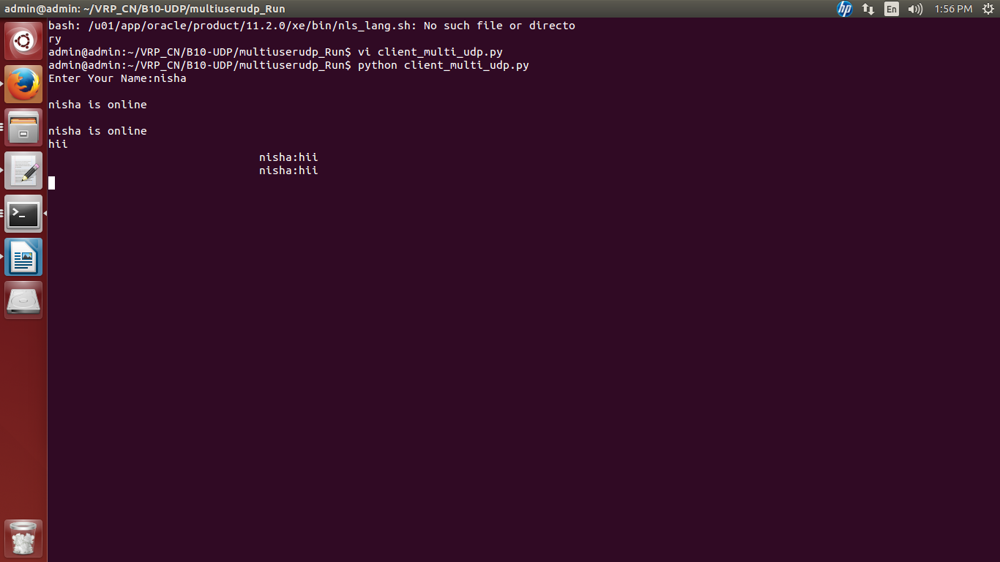 admin@admin: ~/VRP_CN/B10-UDP/multiuserudp_Run
hp En 1:56 PM
bash: /u01/app/oracle/product/11.2.0/xe/bin/nls_lang.sh: No such file or directo
ry
admin@admin:~/VRP_CN/B10-UDP/multiuserudp_Run$ vi client_multi_udp.py
admin@admin:~/VRP_CN/B10-UDP/multiuserudp_Run$ python client_multi_udp.py
Enter Your Name:nisha
nisha is online
nisha is online
hii
nisha:hii
nisha:hii